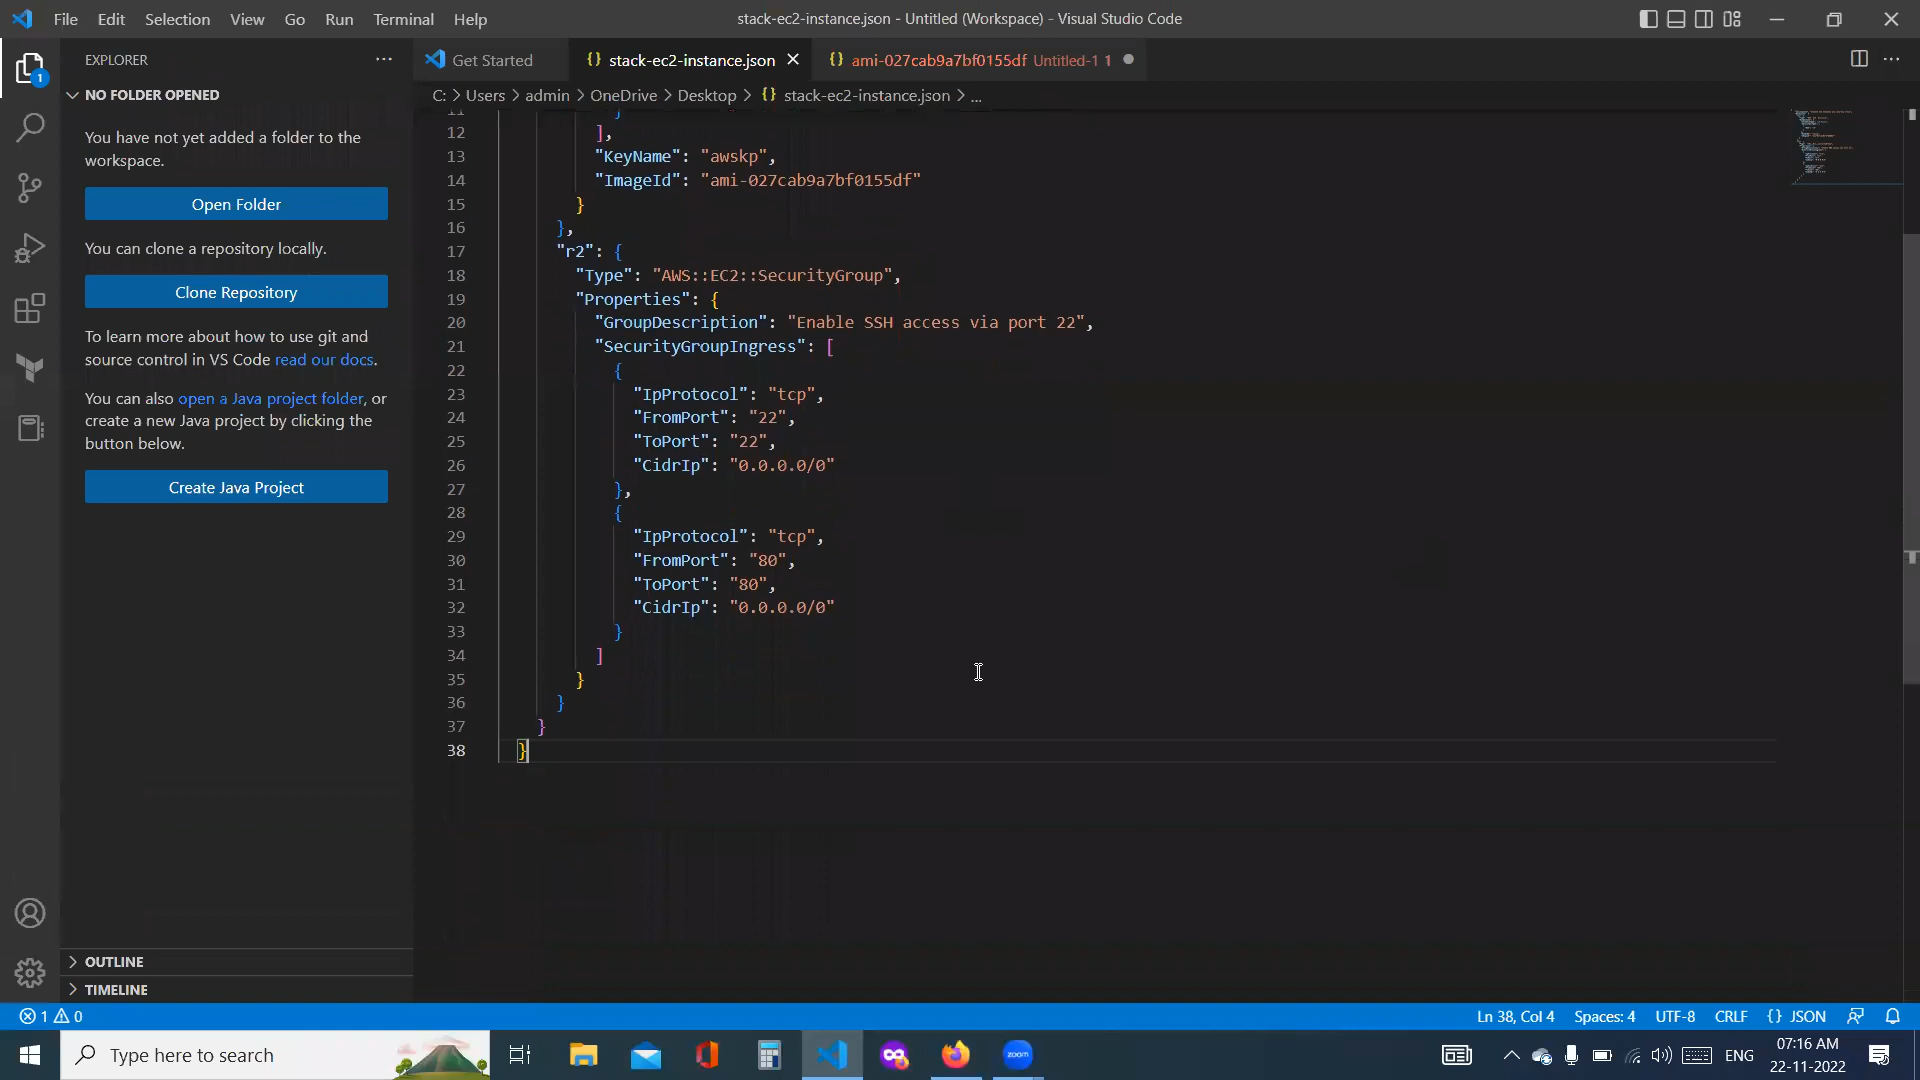 File Edit Selection View Go Run Terminal Help
stack-ec2-instance.json - Untitled (Workspace) - Visual Studio Code
EXPLORER
Get Started
{} stack-ec2-instance.json
{} ami-027cab9a7bf0155df Untitled-1 1
NO FOLDER OPENED
C: > Users > admin > OneDrive > Desktop > {} stack-ec2-instance.json > ...
You have not yet added a folder to the
workspace.
Open Folder
You can clone a repository locally.
Clone Repository
To learn more about how to use git and
source control in VS Code read our docs.
You can also open a Java project folder, or
create a new Java project by clicking the
button below.
Create Java Project
OUTLINE
TIMELINE
11 }
12 ],
13 "KeyName": "awskp",
14 "ImageId": "ami-027cab9a7bf0155df"
15 }
16 },
17 "r2": {
18 "Type": "AWS::EC2::SecurityGroup",
19 "Properties": {
20 "GroupDescription": "Enable SSH access via port 22",
21 "SecurityGroupIngress": [
22 {
23 "IpProtocol": "tcp",
24 "FromPort": "22",
25 "ToPort": "22",
26 "CidrIp": "0.0.0.0/0"
27 },
28 {
29 "IpProtocol": "tcp",
30 "FromPort": "80",
31 "ToPort": "80",
32 "CidrIp": "0.0.0.0/0"
33 }
34 ]
35 }
36 }
37 }
38 }
1 0
Ln 38, Col 4 Spaces: 4 UTF-8 CRLF {} JSON
Type here to search
zoom
ENG
07:16 AM
22-11-2022